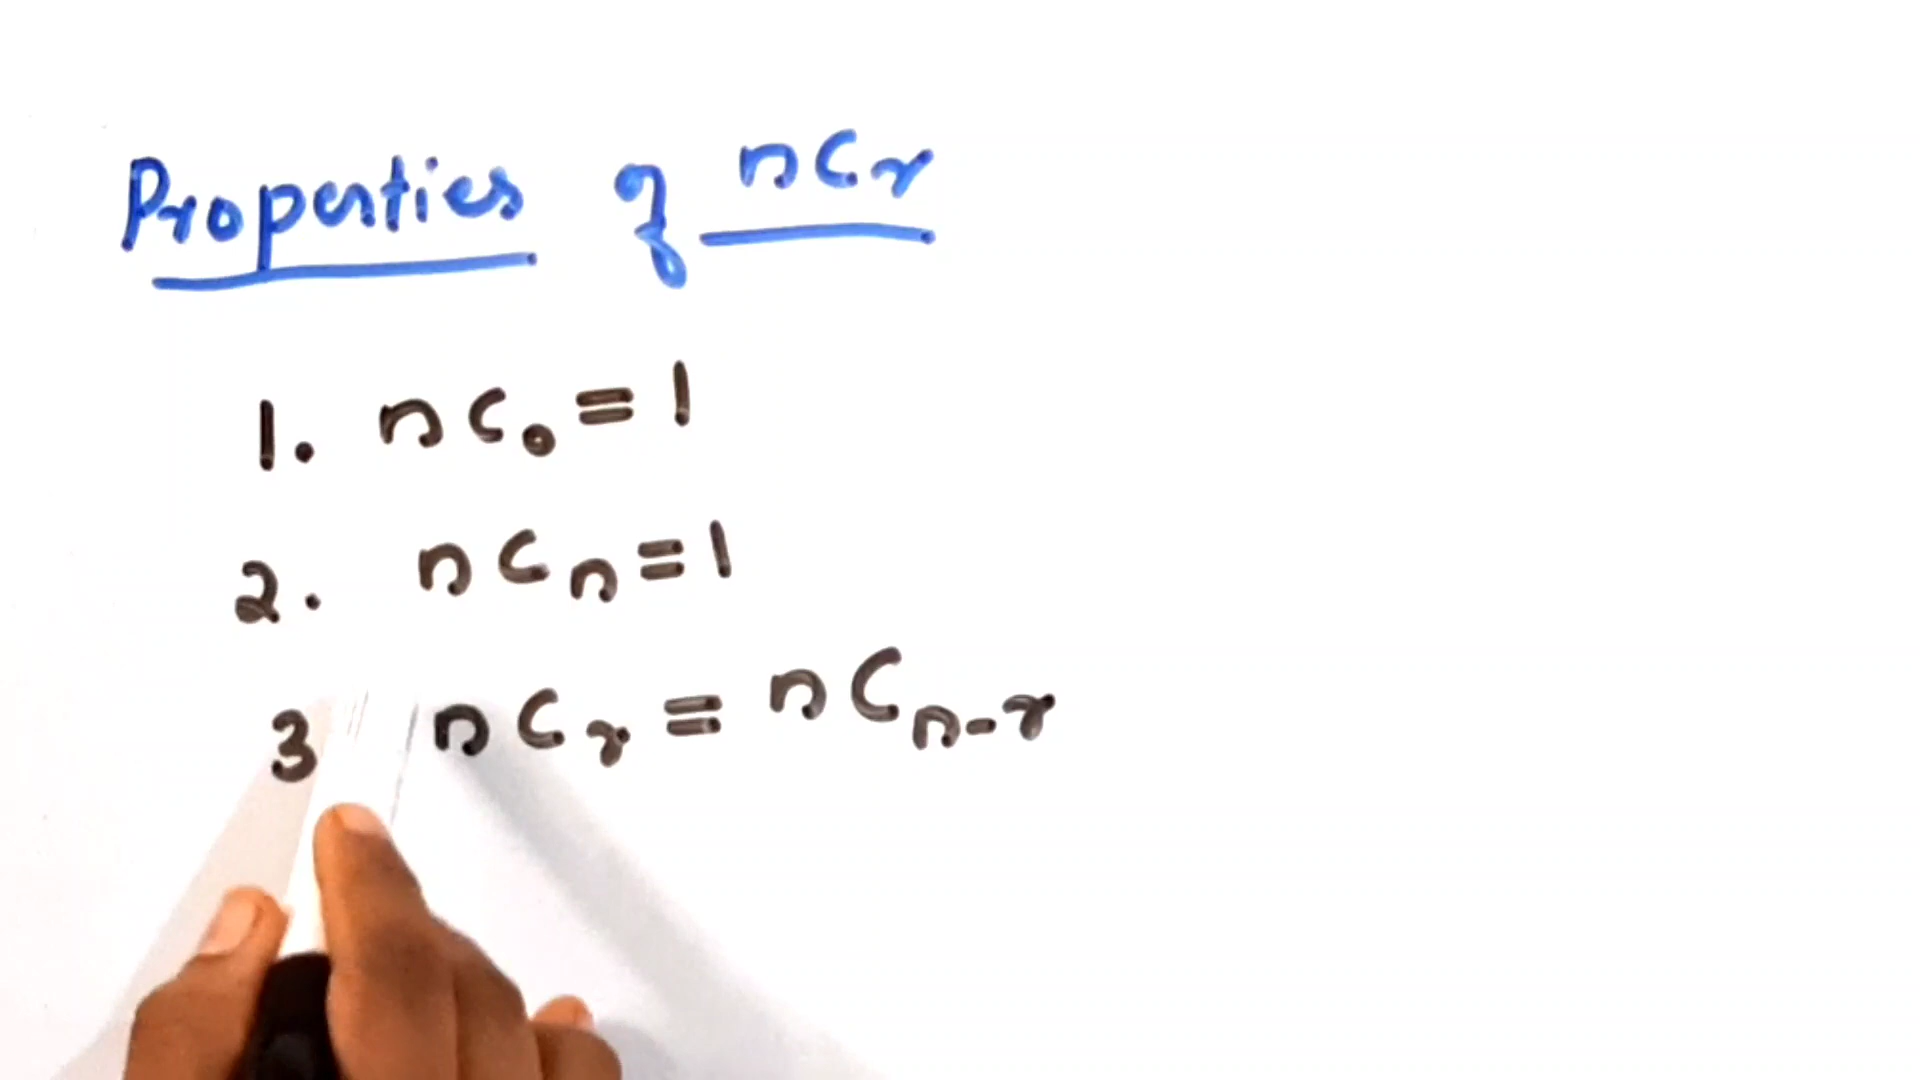 Properties of nCr
1. nC₀ = 1
2. nCn = 1
3 nCr = nCn-r